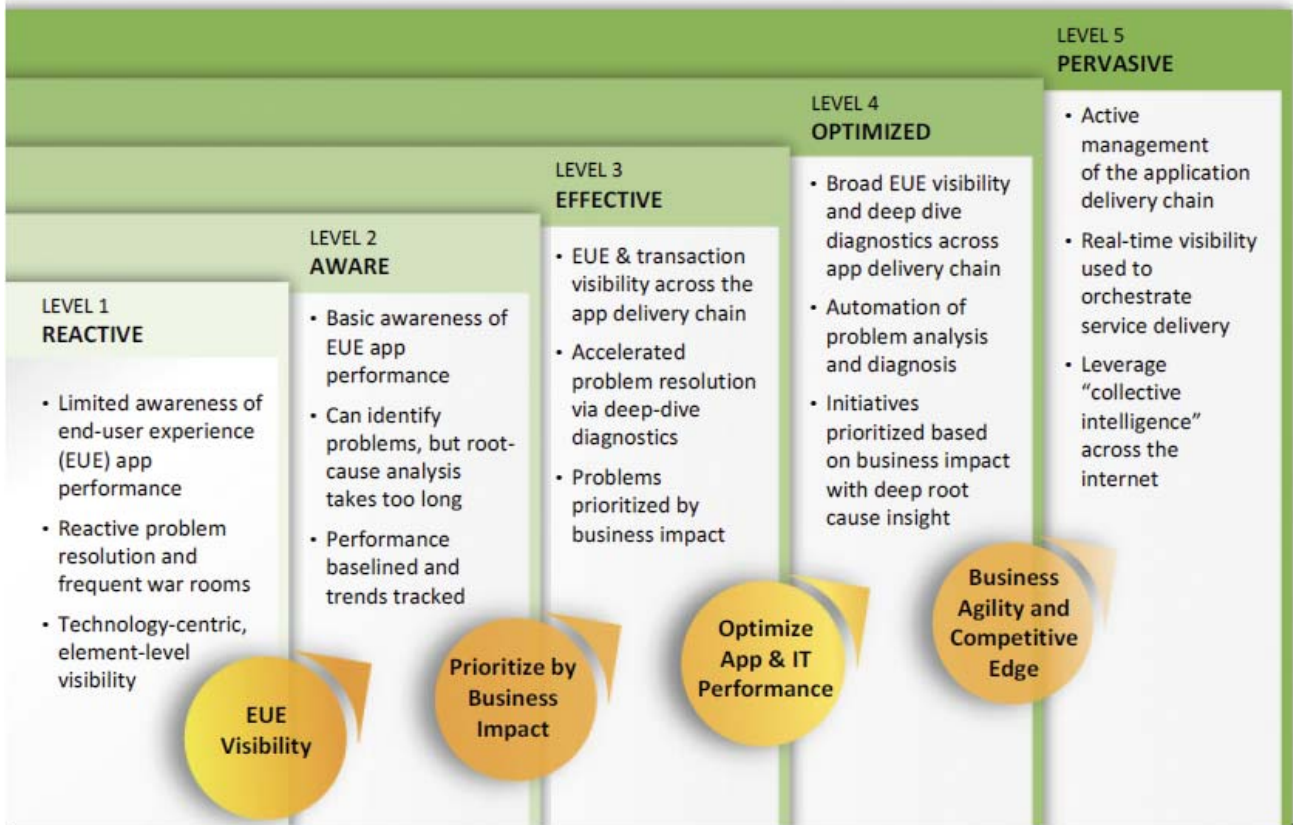 LEVEL 1
REACTIVE
• Limited awareness of
end-user experience
(EUE) app
performance
• Reactive problem
resolution and
frequent war rooms
• Technology-centric,
element-level
visibility
EUE
Visibility
LEVEL 2
AWARE
• Basic awareness of
EUE app
performance
• Can identify
problems, but root-
cause analysis
takes too long
• Performance
baselined and
trends tracked
Prioritize by
Business
Impact
LEVEL 3
EFFECTIVE
• EUE & transaction
visibility across the
app delivery chain
• Accelerated
problem resolution
via deep-dive
diagnostics
• Problems
prioritized by
business impact
Optimize
App & IT
Performance
LEVEL 4
OPTIMIZED
• Broad EUE visibility
and deep dive
diagnostics across
app delivery chain
• Automation of
problem analysis
and diagnosis
• Initiatives
prioritized based
on business impact
with deep root
cause insight
Business
Agility and
Competitive
Edge
LEVEL 5
PERVASIVE
• Active
management
of the application
delivery chain
• Real-time visibility
used to
orchestrate
service delivery
• Leverage
“collective
intelligence”
across the
internet